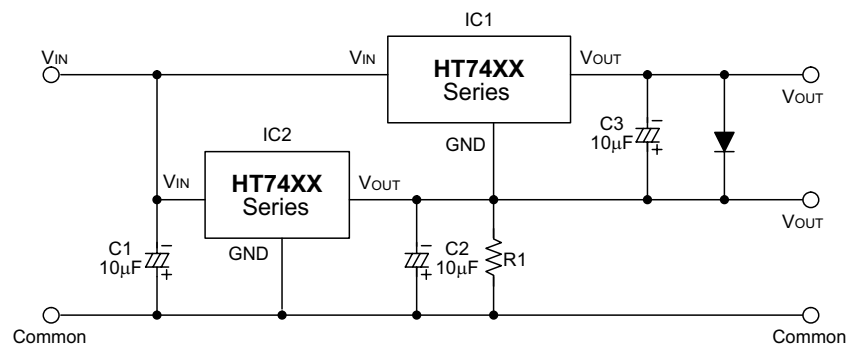 IC1
VIN
VIN
HT74XX
Series
VOUT
VOUT
GND
C3
10μF
−
+
IC2
VIN
HT74XX
Series
VOUT
VOUT
GND
C1
10μF
−
+
C2
10μF
−
+
R1
Common
Common